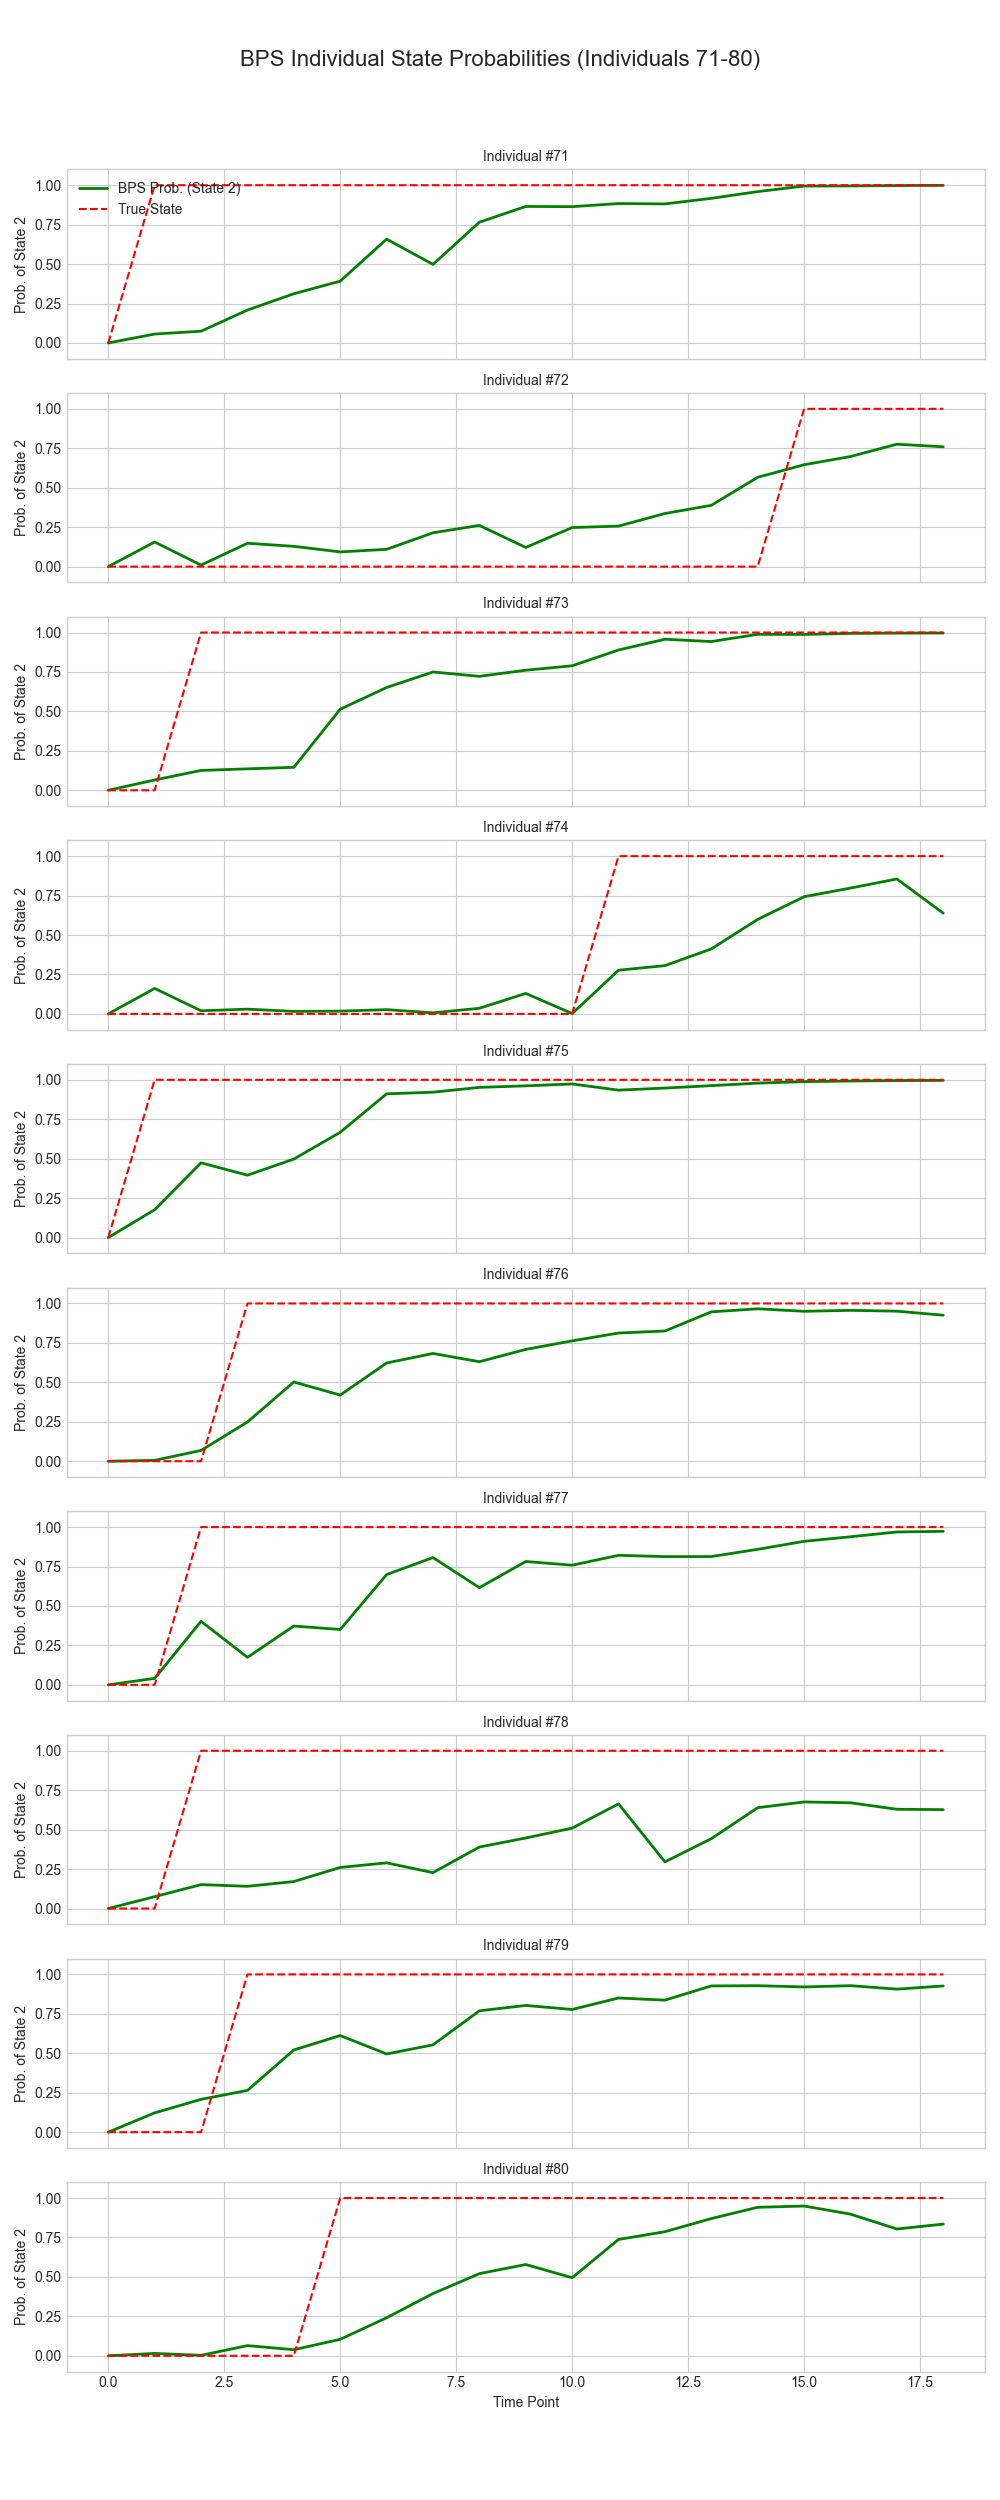 BPS Individual State Probabilities (Individuals 71-80)
Individual #71
Prob. of State 2
1.00
0.75
0.50
0.25
0.00
BPS Prob. (State 2)
True State
Individual #72
Prob. of State 2
1.00
0.75
0.50
0.25
0.00
Individual #73
Prob. of State 2
1.00
0.75
0.50
0.25
0.00
Individual #74
Prob. of State 2
1.00
0.75
0.50
0.25
0.00
Individual #75
Prob. of State 2
1.00
0.75
0.50
0.25
0.00
Individual #76
Prob. of State 2
1.00
0.75
0.50
0.25
0.00
Individual #77
Prob. of State 2
1.00
0.75
0.50
0.25
0.00
Individual #78
Prob. of State 2
1.00
0.75
0.50
0.25
0.00
Individual #79
Prob. of State 2
1.00
0.75
0.50
0.25
0.00
Individual #80
Prob. of State 2
1.00
0.75
0.50
0.25
0.00
0.0 2.5 5.0 7.5 10.0 12.5 15.0 17.5
Time Point